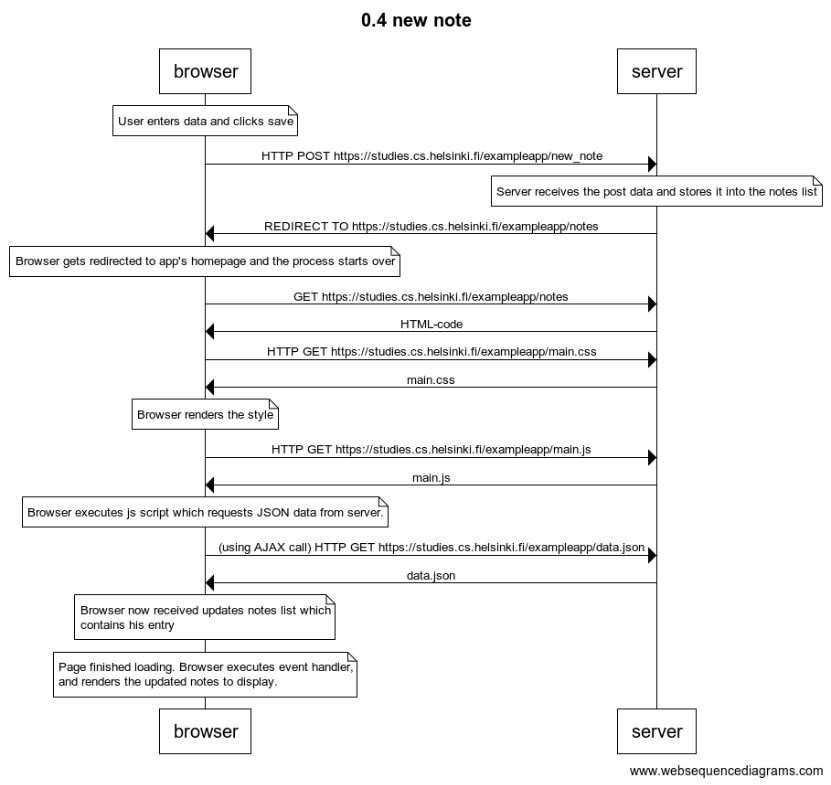 0.4 new note
browser
server
User enters data and clicks save
HTTP POST https://studies.cs.helsinki.fi/exampleapp/new_note
Server receives the post data and stores it into the notes list
REDIRECT TO https://studies.cs.helsinki.fi/exampleapp/notes
Browser gets redirected to app's homepage and the process starts over
GET https://studies.cs.helsinki.fi/exampleapp/notes
HTML-code
HTTP GET https://studies.cs.helsinki.fi/exampleapp/main.css
main.css
Browser renders the style
HTTP GET https://studies.cs.helsinki.fi/exampleapp/main.js
main.js
Browser executes js script which requests JSON data from server.
(using AJAX call) HTTP GET https://studies.cs.helsinki.fi/exampleapp/data.json
data.json
Browser now received updates notes list which
contains his entry
Page finished loading. Browser executes event handler,
and renders the updated notes to display.
browser
server
www.websequencediagrams.com